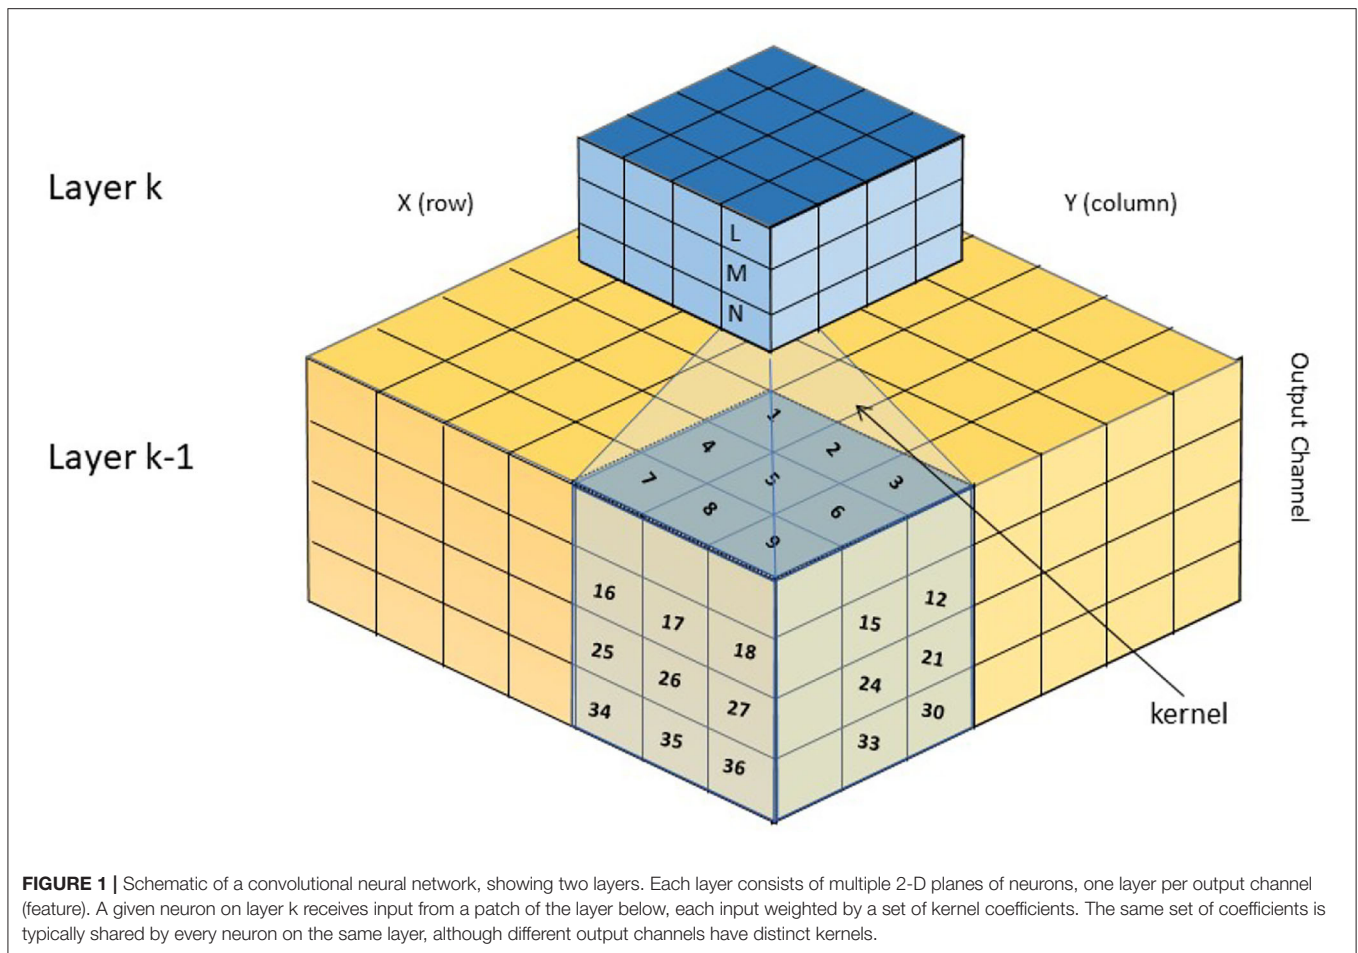 Layer k
X (row)
Y (column)
L
M
N
Output Channel
Layer k-1
1
2
3
4
5
6
7
8
9
16
17
18
12
15
25
26
27
21
24
34
35
36
30
33
kernel
FIGURE 1 | Schematic of a convolutional neural network, showing two layers. Each layer consists of multiple 2-D planes of neurons, one layer per output channel
(feature). A given neuron on layer k receives input from a patch of the layer below, each input weighted by a set of kernel coefficients. The same set of coefficients is
typically shared by every neuron on the same layer, although different output channels have distinct kernels.